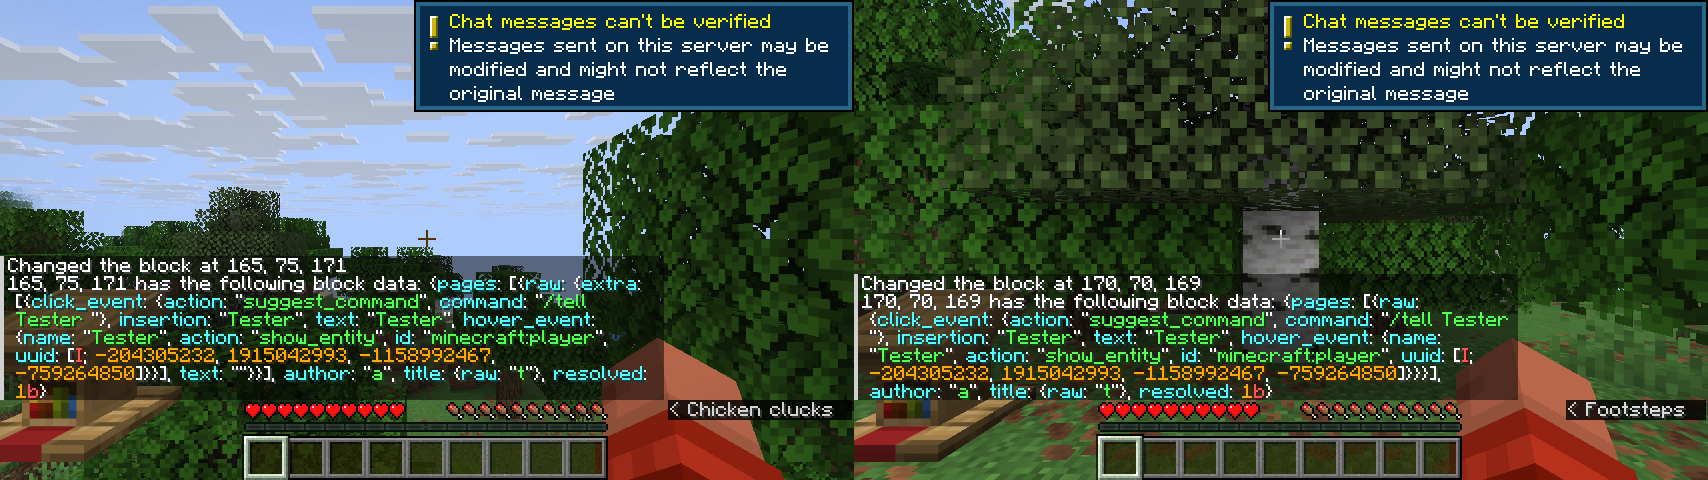 Chat messages can't be verified
Messages sent on this server may be
modified and might not reflect the
original message
Changed the block at 165, 75, 171
165, 75, 171 has the following block data: {pages: [{raw: {extra:
[{click_event: {action: "suggest_command", command: "/tell
Tester "}, insertion: "Tester", text: "Tester", hover_event:
{name: "Tester", action: "show_entity", id: "minecraft:player",
uuid: [I; -204305232, 1915042993, -1158992467,
-759264850]}}], text: ""}}], author: "a", title: {raw: "t"}, resolved:
1b}
< Chicken clucks
Chat messages can't be verified
Messages sent on this server may be
modified and might not reflect the
original message
Changed the block at 170, 70, 169
170, 70, 169 has the following block data: {pages: [{raw:
{click_event: {action: "suggest_command", command: "/tell Tester
"}, insertion: "Tester", text: "Tester", hover_event: {name:
"Tester", action: "show_entity", id: "minecraft:player", uuid: [I;
-204305232, 1915042993, -1158992467, -759264850]}}}],
author: "a", title: {raw: "t"}, resolved: 1b}
< Footsteps